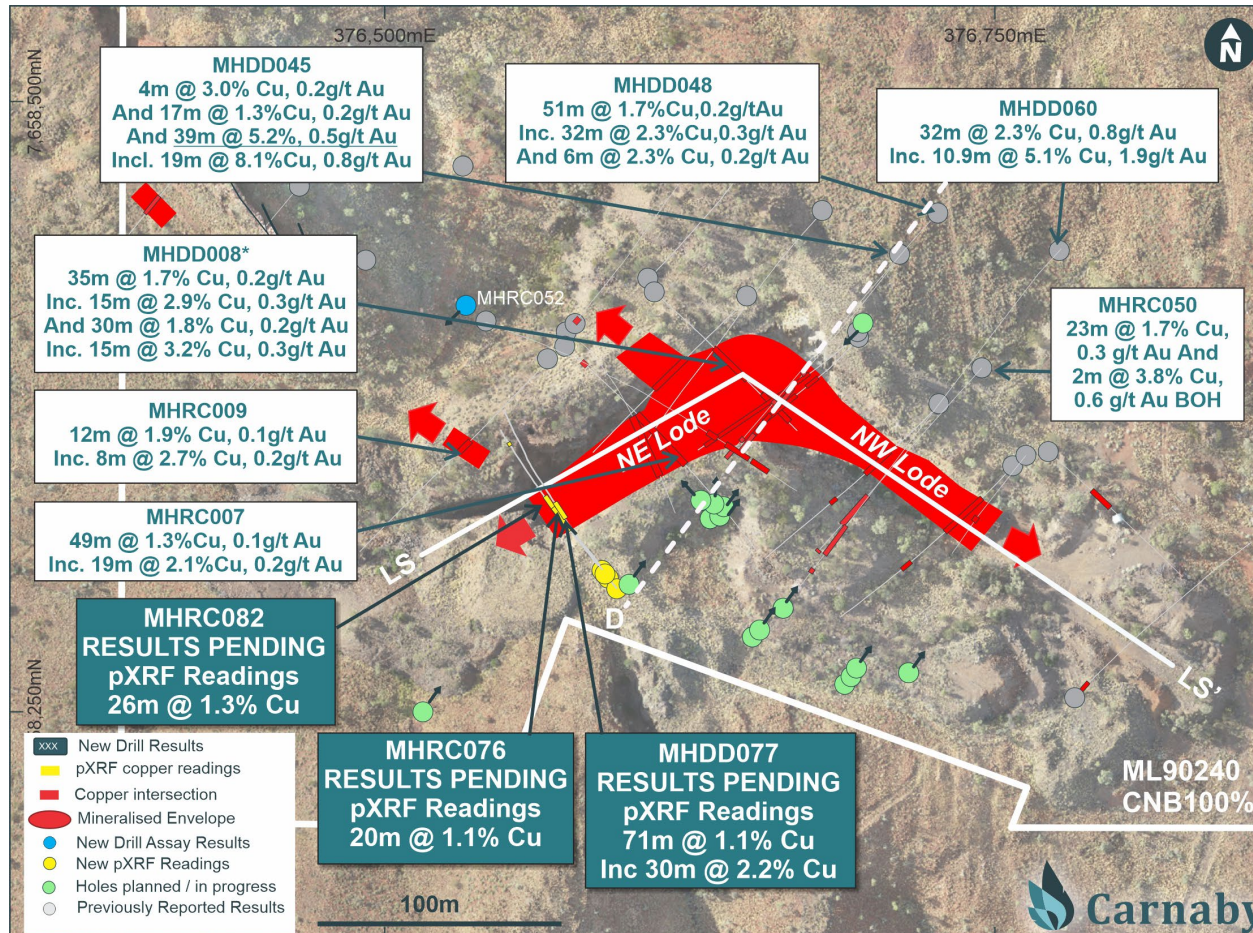 376,500mE
376,750mE
N
7,658,500mN
MHDD045
4m @ 3.0% Cu, 0.2g/t Au
And 17m @ 1.3%Cu, 0.2g/t Au
And 39m @ 5.2%, 0.5g/t Au
Incl. 19m @ 8.1%Cu, 0.8g/t Au
MHDD048
51m @ 1.7%Cu,0.2g/tAu
Inc. 32m @ 2.3%Cu,0.3g/t Au
And 6m @ 2.3% Cu, 0.2g/t Au
MHDD060
32m @ 2.3% Cu, 0.8g/t Au
Inc. 10.9m @ 5.1% Cu, 1.9g/t Au
MHDD008*
35m @ 1.7% Cu, 0.2g/t Au
Inc. 15m @ 2.9% Cu, 0.3g/t Au
And 30m @ 1.8% Cu, 0.2g/t Au
Inc. 15m @ 3.2% Cu, 0.3g/t Au
MHRC052
MHRC050
23m @ 1.7% Cu,
0.3 g/t Au And
2m @ 3.8% Cu,
0.6 g/t Au BOH
MHRC009
12m @ 1.9% Cu, 0.1g/t Au
Inc. 8m @ 2.7% Cu, 0.2g/t Au
NE Lode
NW Lode
MHRC007
49m @ 1.3%Cu, 0.1g/t Au
Inc. 19m @ 2.1%Cu, 0.2g/t Au
LS
D
LS'
MHRC082
RESULTS PENDING
pXRF Readings
26m @ 1.3% Cu
58,250mN
MHRC076
RESULTS PENDING
pXRF Readings
20m @ 1.1% Cu
MHDD077
RESULTS PENDING
pXRF Readings
71m @ 1.1% Cu
Inc 30m @ 2.2% Cu
ML90240
CNB100%
XXX New Drill Results
pXRF copper readings
Copper intersection
Mineralised Envelope
New Drill Assay Results
New pXRF Readings
Holes planned / in progress
Previously Reported Results
100m
Carnaby